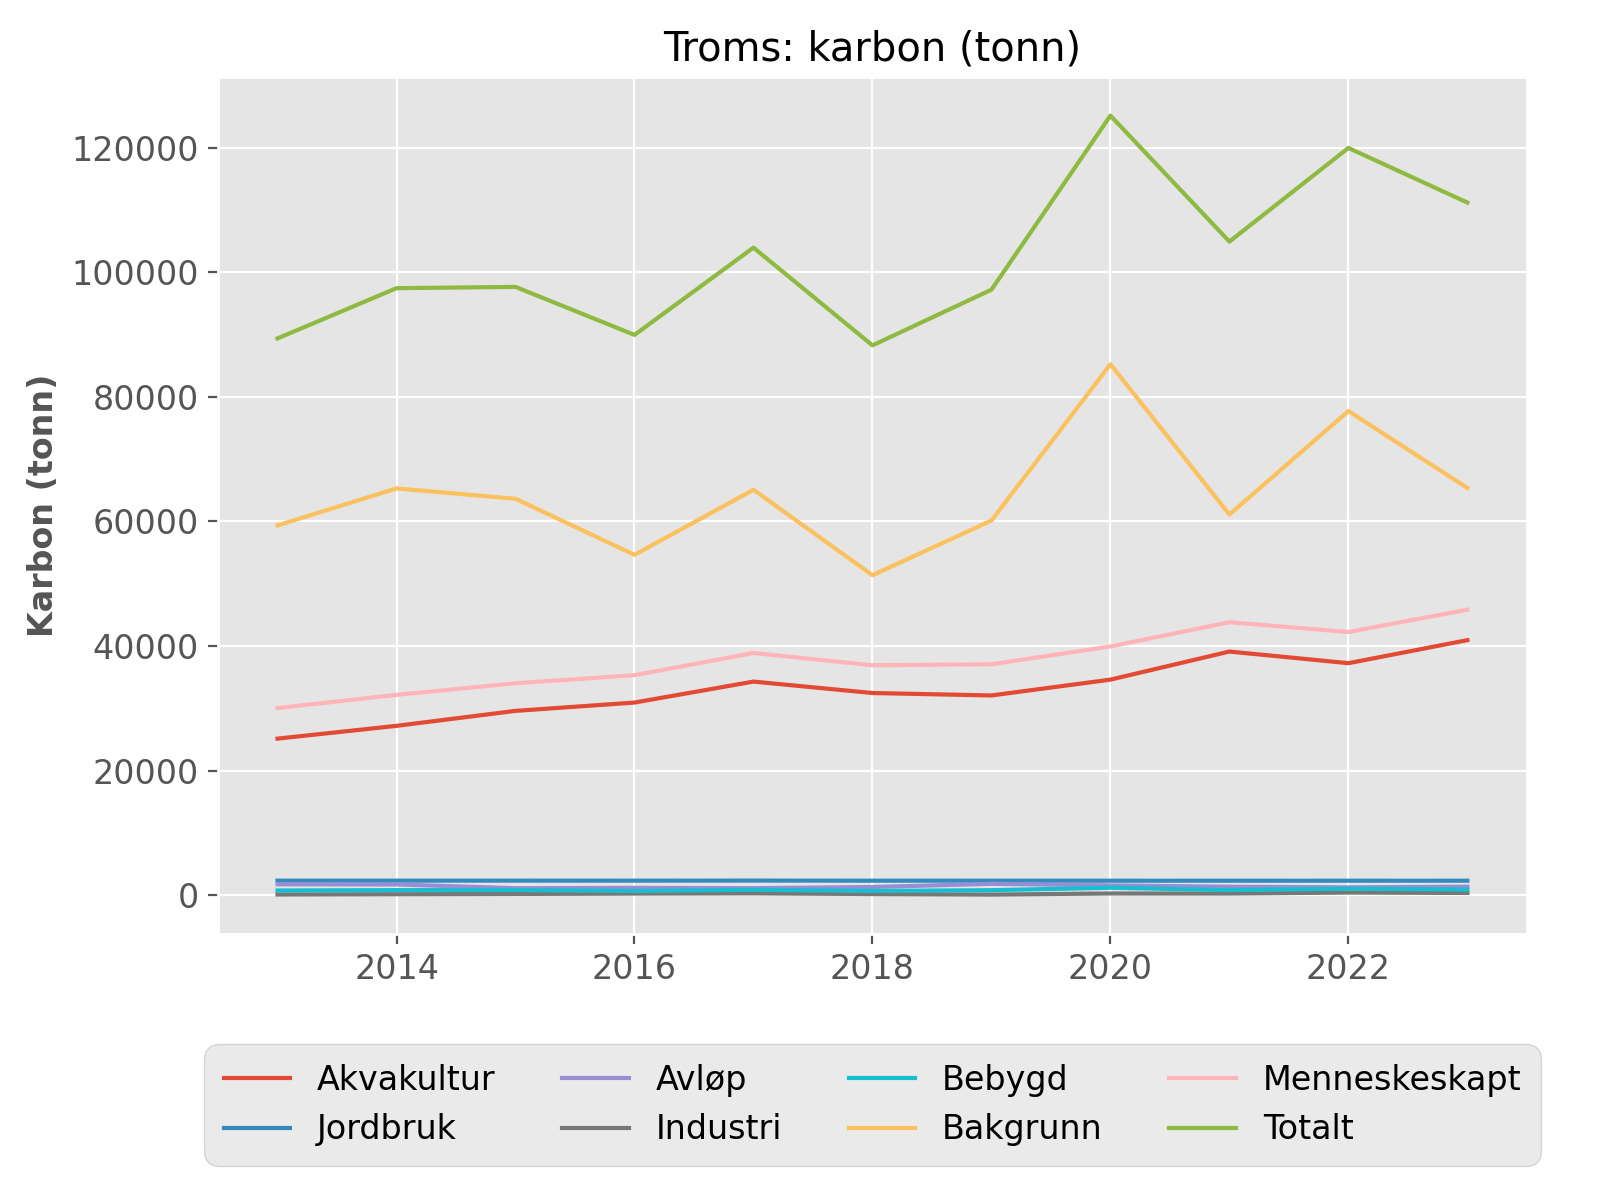 Troms: karbon (tonn)
Karbon (tonn)
120000
100000
80000
60000
40000
20000
0
2014 2016 2018 2020 2022
Akvakultur Avløp Bebygd Menneskeskapt
Jordbruk Industri Bakgrunn Totalt